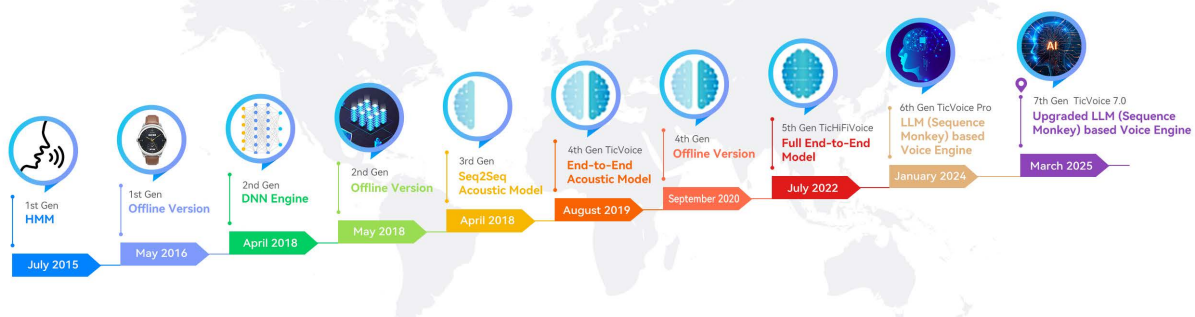 1st Gen
HMM
July 2015
1st Gen
Offline Version
May 2016
2nd Gen
DNN Engine
April 2018
2nd Gen
Offline Version
May 2018
3rd Gen
Seq2Seq
Acoustic Model
April 2018
4th Gen TicVoice
End-to-End
Acoustic Model
August 2019
4th Gen
Offline Version
September 2020
5th Gen TicHiFiVoice
Full End-to-End
Model
July 2022
6th Gen TicVoice Pro
LLM (Sequence
Monkey) based
Voice Engine
January 2024
AI
7th Gen TicVoice 7.0
Upgraded LLM (Sequence
Monkey) based Voice Engine
March 2025